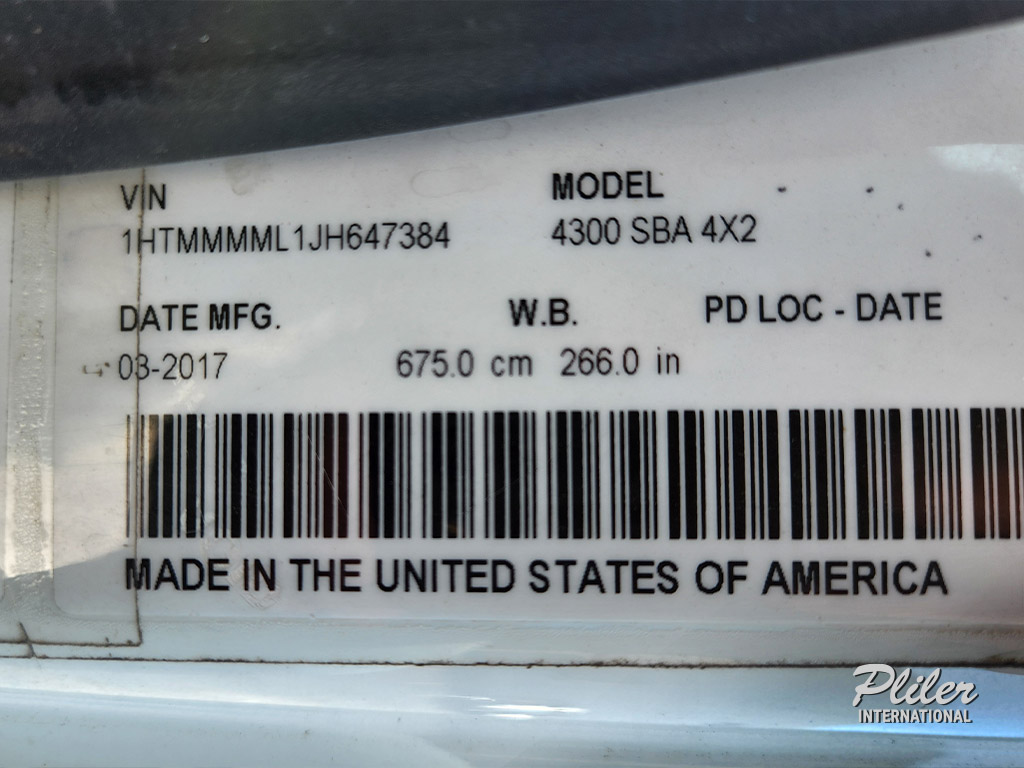 VIN
MODEL
1HTMMMML1JH647384
4300 SBA 4X2
DATE MFG.
W.B.
PD LOC - DATE
03-2017
675.0 cm 266.0 in
MADE IN THE UNITED STATES OF AMERICA
Pliler
INTERNATIONAL